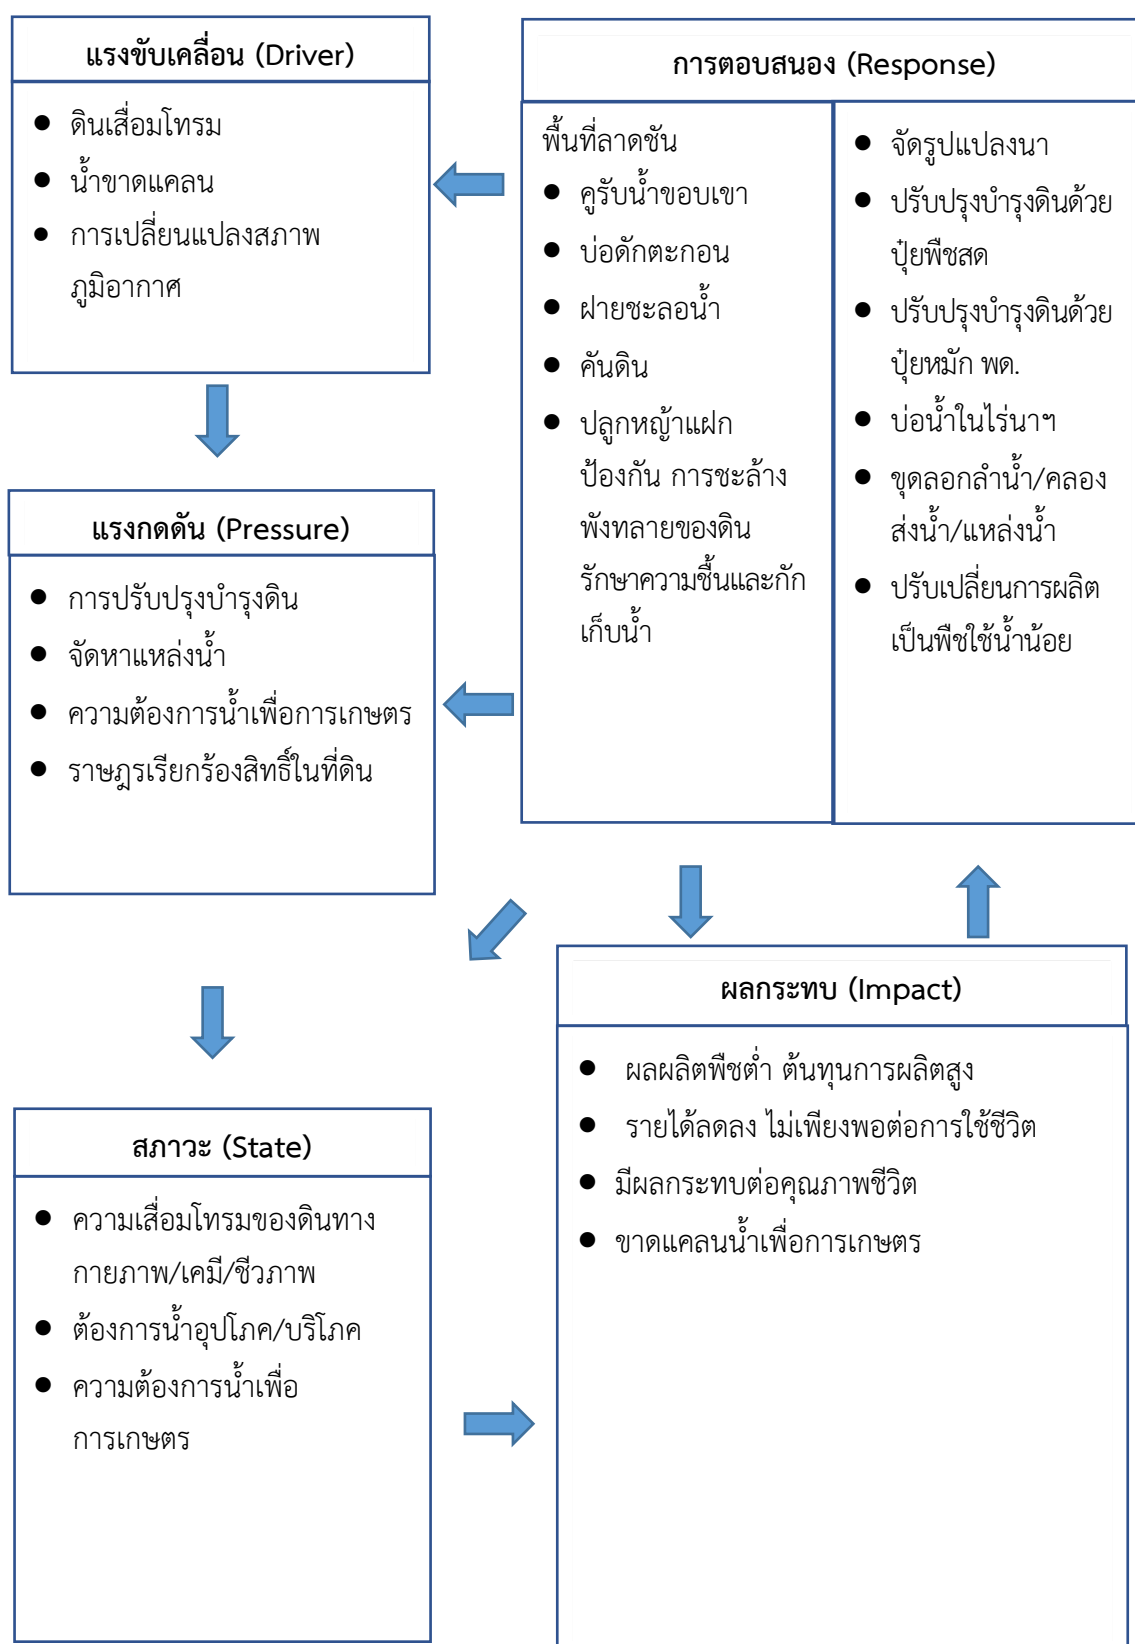 แรงขับเคลื่อน (Driver)
● ดินเสื่อมโทรม
● น้ำขาดแคลน
● การเปลี่ยนแปลงสภาพ
ภูมิอากาศ
การตอบสนอง (Response)
พื้นที่ลาดชัน
● คูรับน้ำขอบเขา
● บ่อดักตะกอน
● ฝายชะลอน้ำ
● คันดิน
● ปลูกหญ้าแฝก
ป้องกัน การชะล้าง
พังทลายของดิน
รักษาความชื้นและกัก
เก็บน้ำ
● จัดรูปแปลงนา
● ปรับปรุงบำรุงดินด้วย
ปุ๋ยพืชสด
● ปรับปรุงบำรุงดินด้วย
ปุ๋ยหมัก พด.
● บ่อน้ำในไร่นาฯ
● ขุดลอกลำน้ำ/คลอง
ส่งน้ำ/แหล่งน้ำ
● ปรับเปลี่ยนการผลิต
เป็นพืชใช้น้ำน้อย
แรงกดดัน (Pressure)
● การปรับปรุงบำรุงดิน
● จัดหาแหล่งน้ำ
● ความต้องการน้ำเพื่อการเกษตร
● ราษฎรเรียกร้องสิทธิ์ในที่ดิน
สภาวะ (State)
● ความเสื่อมโทรมของดินทาง
กายภาพ/เคมี/ชีวภาพ
● ต้องการน้ำอุปโภค/บริโภค
● ความต้องการน้ำเพื่อ
การเกษตร
ผลกระทบ (Impact)
● ผลผลิตพืชต่ำ ต้นทุนการผลิตสูง
● รายได้ลดลง ไม่เพียงพอต่อการใช้ชีวิต
● มีผลกระทบต่อคุณภาพชีวิต
● ขาดแคลนน้ำเพื่อการเกษตร